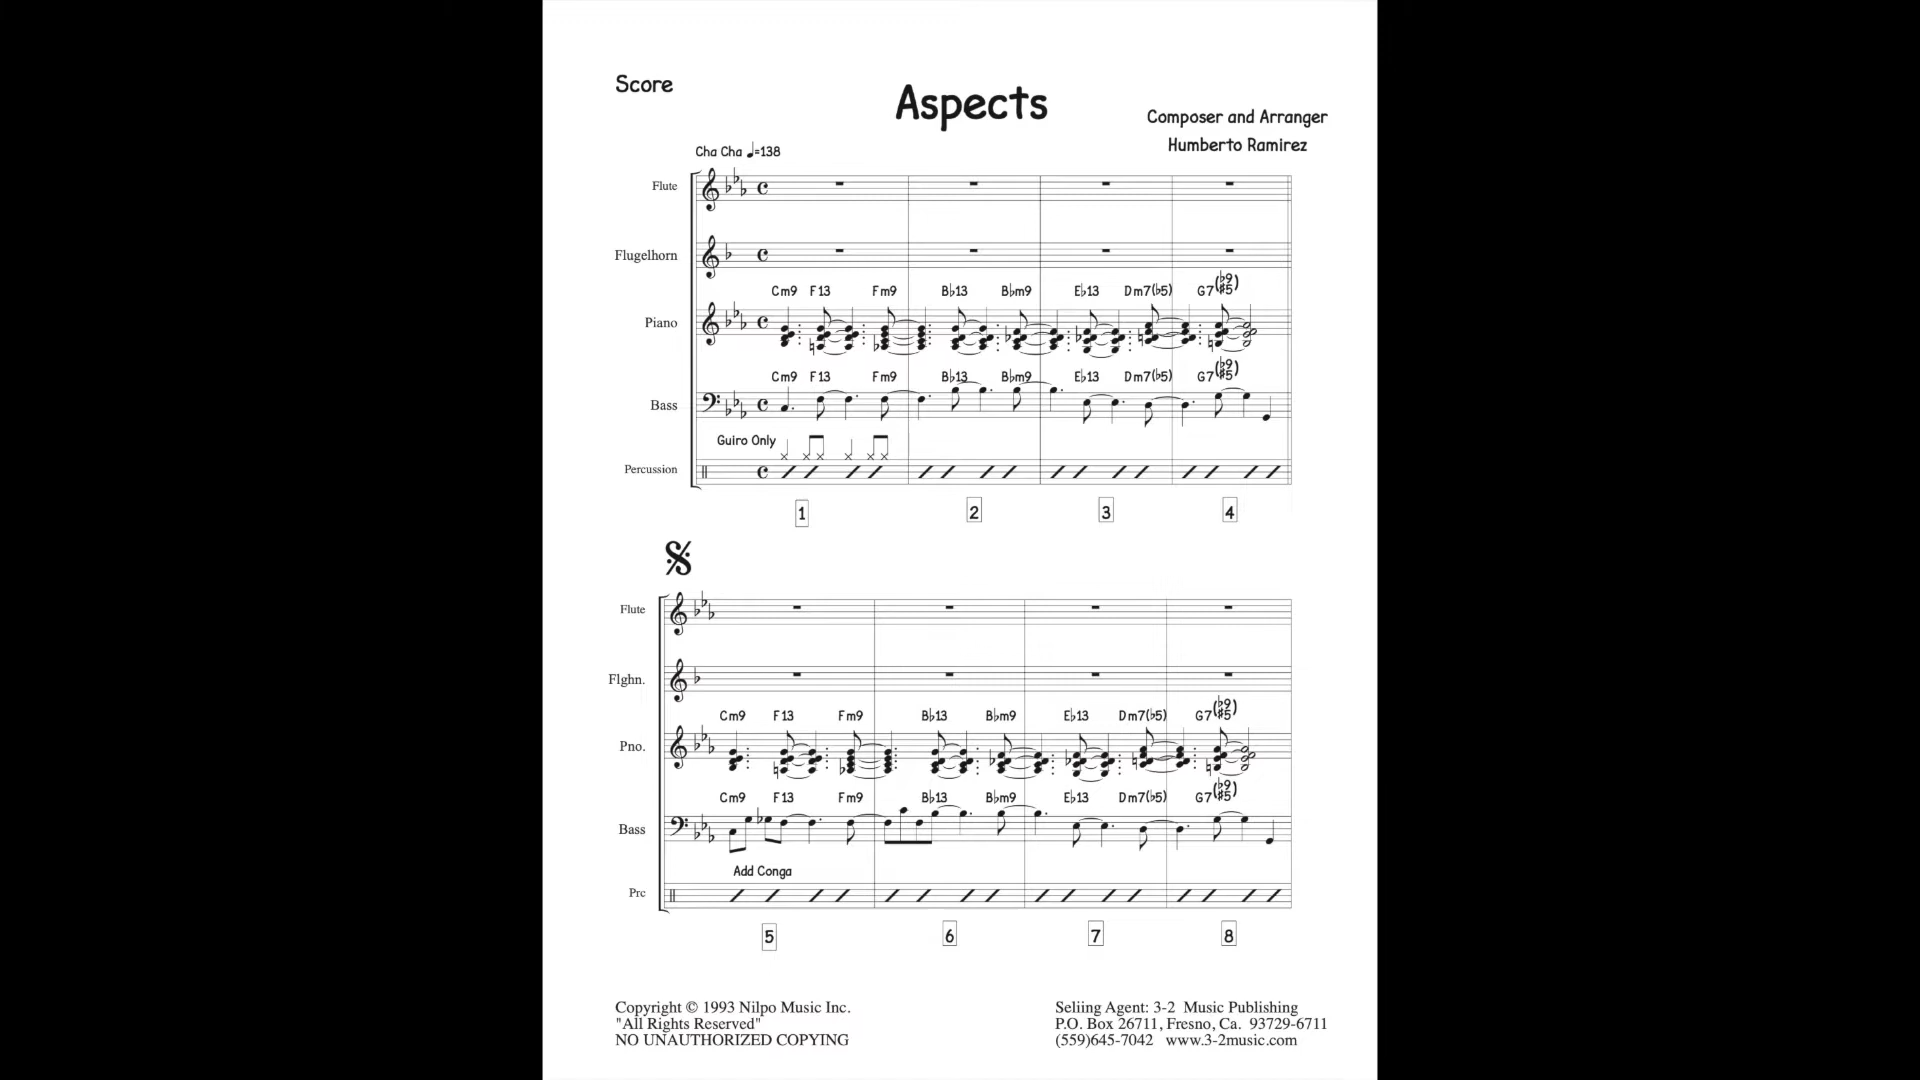 Score
Aspects
Composer and Arranger
Humberto Ramirez
Cha Cha ♩=138
Flute
Flugelhorn
Cm9 F13 Fm9 B♭13 B♭m9 E♭13 Dm7(♭5) G7(♭9 ♯5)
Piano
Cm9 F13 Fm9 B♭13 B♭m9 E♭13 Dm7(♭5) G7(♭9 ♯5)
Bass
Guiro Only
Percussion
1 2 3 4
Flute
Flghn.
Cm9 F13 Fm9 B♭13 B♭m9 E♭13 Dm7(♭5) G7(♭9 ♯5)
Pno.
Cm9 F13 Fm9 B♭13 B♭m9 E♭13 Dm7(♭5) G7(♭9 ♯5)
Bass
Add Conga
Prc
5 6 7 8
Copyright © 1993 Nilpo Music Inc.
"All Rights Reserved"
NO UNAUTHORIZED COPYING
Seliing Agent: 3-2 Music Publishing
P.O. Box 26711, Fresno, Ca. 93729-6711
(559)645-7042 www.3-2music.com